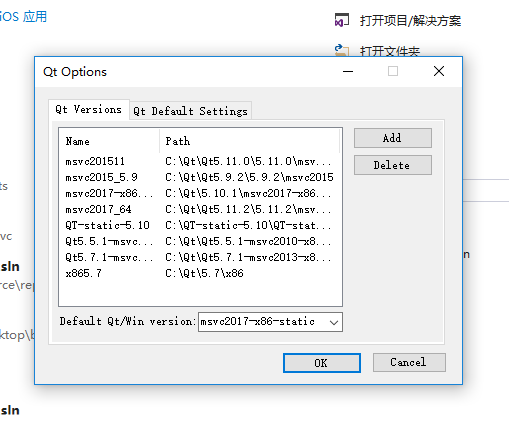 iOS 应用
打开项目/解决方案
打开文件夹
Qt Options
Qt Versions
Qt Default Settings
Name Path
msvc201511 C:\Qt\Qt5.11.0\5.11.0\msv...
msvc2015_5.9 C:\Qt\Qt5.9.2\5.9.2\msvc2015
msvc2017-x86... C:\Qt\5.10.1\msvc2017-x86...
msvc2017_64 C:\Qt\Qt5.11.2\5.11.2\msv...
QT-static-5.10 C:\QT-static-5.10\QT-stat...
Qt5.5.1-msvc... C:\Qt\Qt5.5.1-msvc2010-x8...
Qt5.7.1-msvc... C:\Qt\Qt5.7.1-msvc2013-x8...
x865.7 C:\Qt\5.7\x86
Add
Delete
Default Qt/Win version: msvc2017-x86-static
OK
Cancel
ts
vc
sln
rce\rep
ktop\b
sln
n